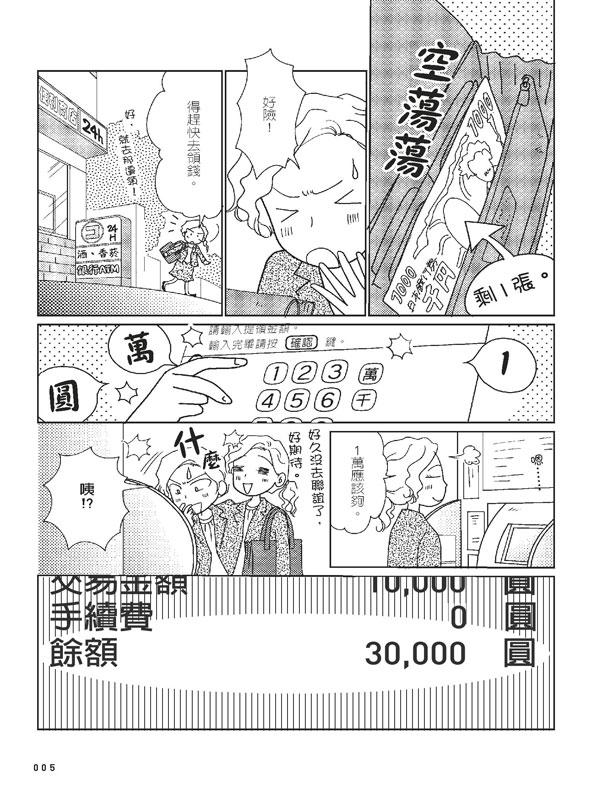 空蕩蕩
1000
1000
千円
剩1張。
好險！
得趕快去領錢。
好，
就去那邊領！
24h
24
H
酒、香菸
銀行ATM
請輸入提領金額。
輸入完畢請按 確認 鍵。
1 2 3 萬
4 5 6 千
1
萬
圓
嗯…
1萬應該夠。
好久沒去聯誼了，
好期待。
什麼
咦!?
交易金額 10,000 圓
手續費 0 圓
餘額 30,000 圓
005